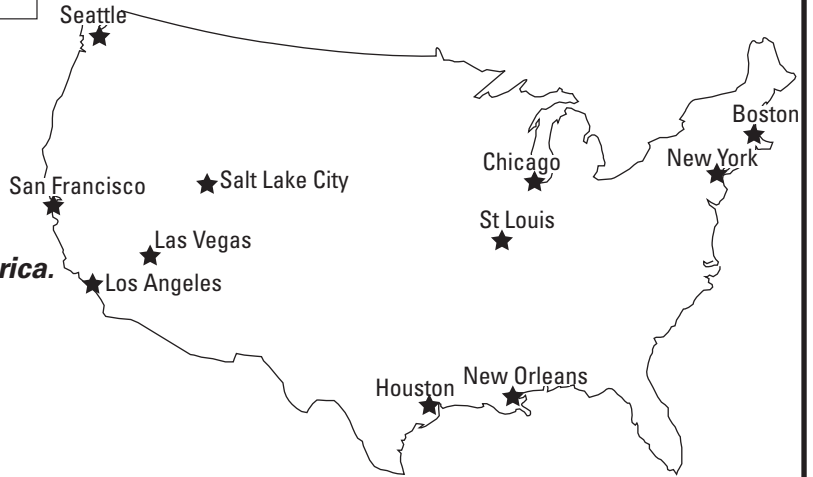 Seattle
Boston
New York
Chicago
Salt Lake City
San Francisco
St Louis
Las Vegas
rica.
Los Angeles
New Orleans
Houston